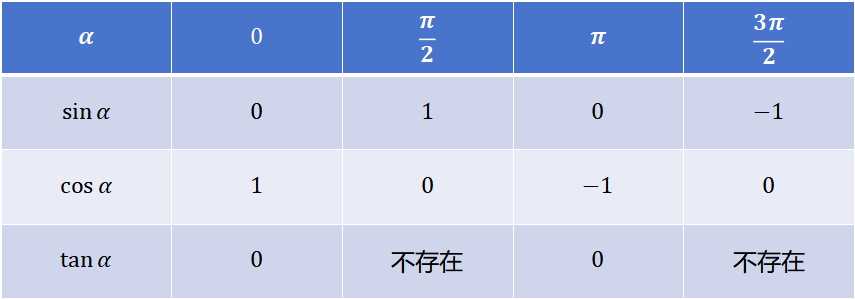 α 0 π/2 π 3π/2
sin α 0 1 0 −1
cos α 1 0 −1 0
tan α 0 不存在 0 不存在